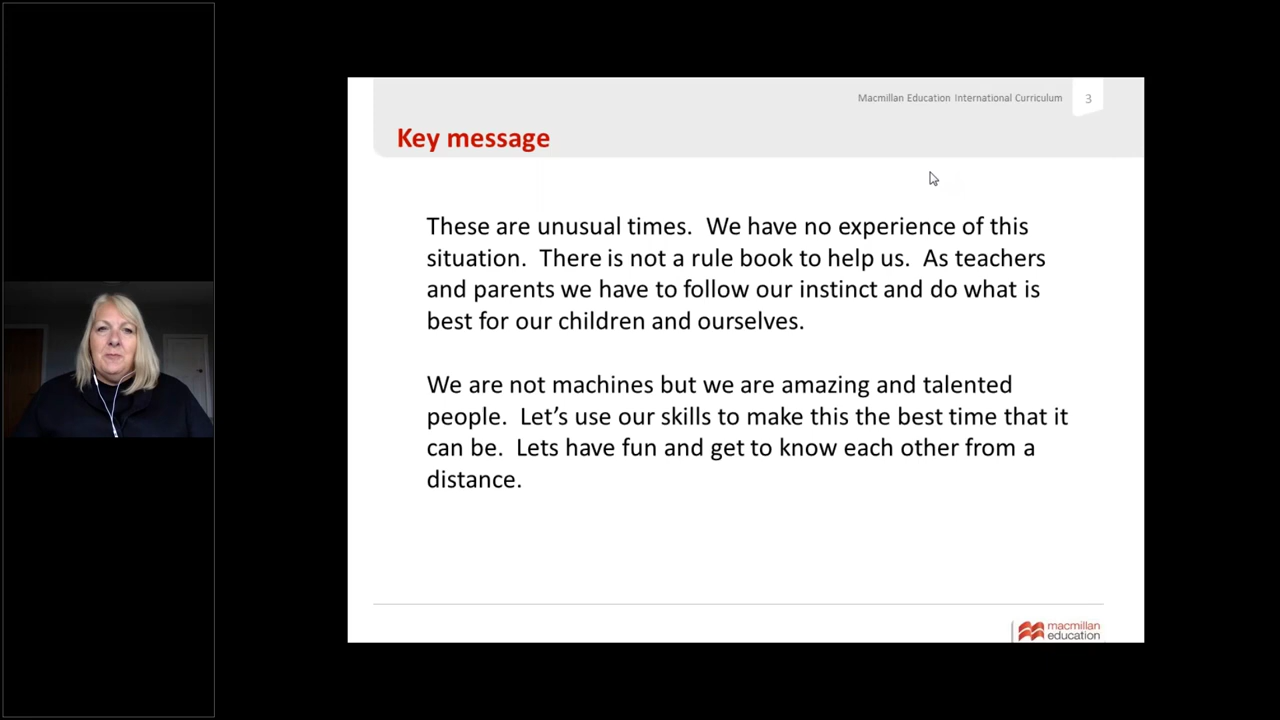 Macmillan Education International Curriculum 3
Key message
These are unusual times.  We have no experience of this
situation.  There is not a rule book to help us.  As teachers
and parents we have to follow our instinct and do what is
best for our children and ourselves.
We are not machines but we are amazing and talented
people.  Let’s use our skills to make this the best time that it
can be.  Lets have fun and get to know each other from a
distance.
macmillan
education